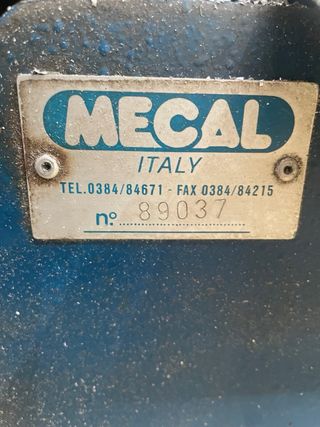 MECAL
ITALY
TEL.0384/84671 - FAX 0384/84215
n°. 89037